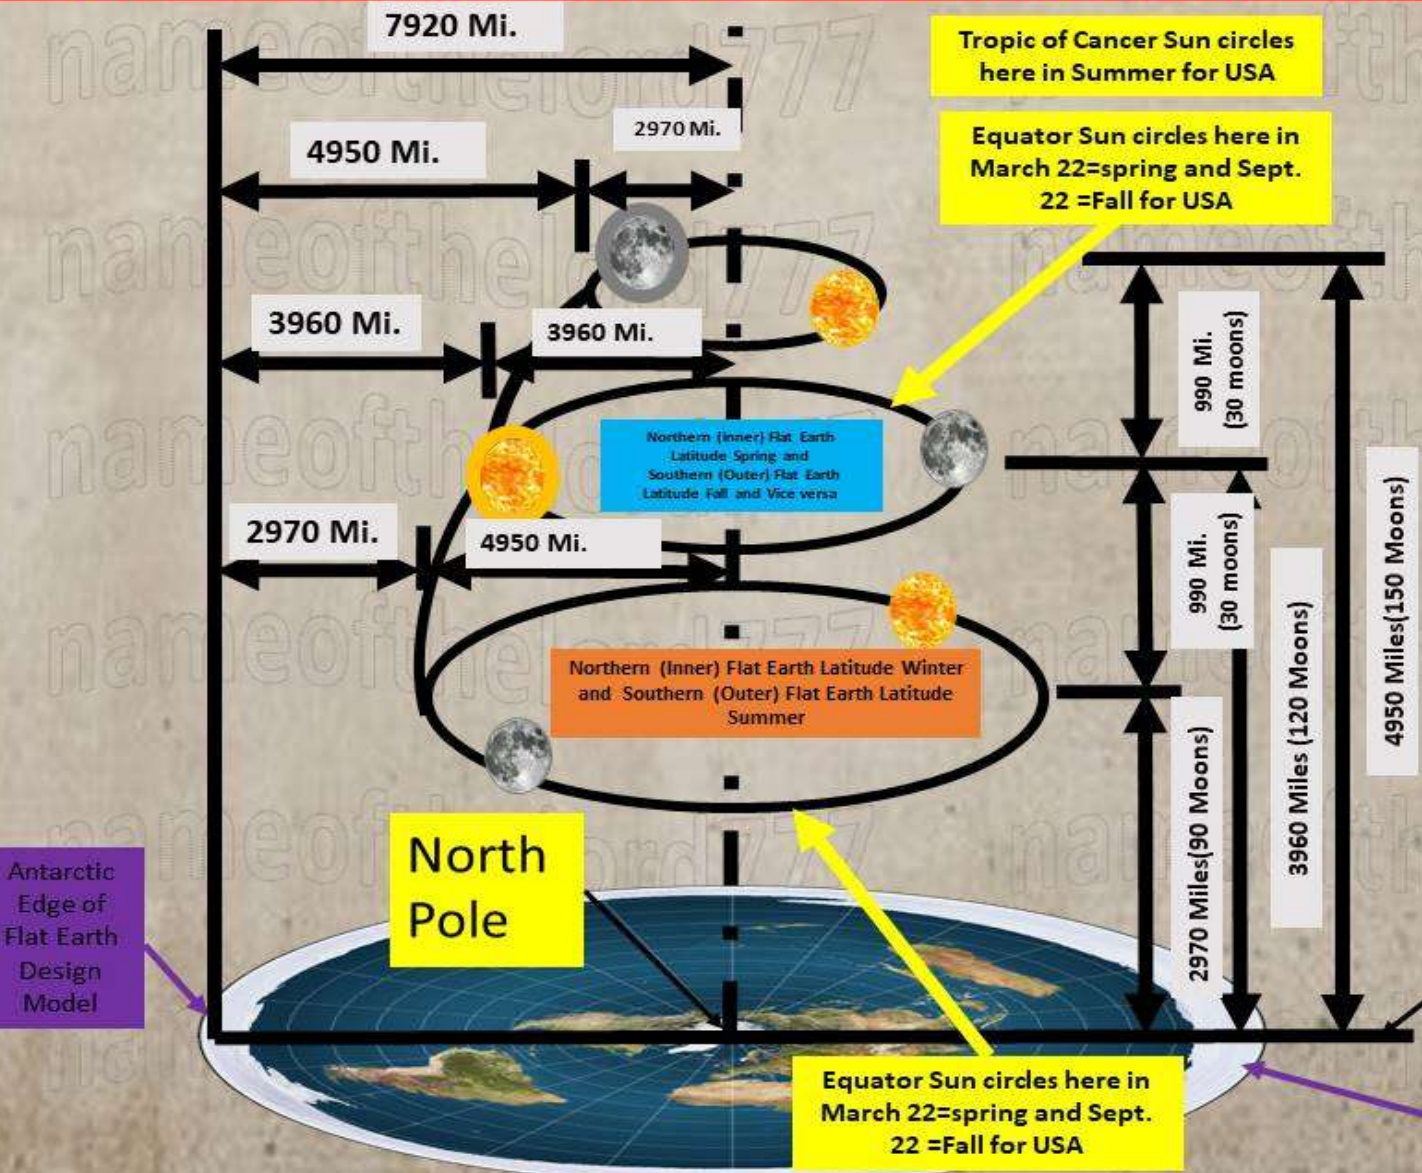 7920 Mi.
Tropic of Cancer Sun circles
here in Summer for USA
2970 Mi.
4950 Mi.
Equator Sun circles here in
March 22=spring and Sept.
22 =Fall for USA
3960 Mi.
3960 Mi.
990 Mi.
(30 moons)
Northern (inner) Flat Earth
Latitude Spring and
Southern (Outer) Flat Earth
Latitude Fall and Vice versa
2970 Mi.
4950 Mi.
990 Mi.
(30 moons)
3960 Miles (120 Moons)
4950 Miles(150 Moons)
Northern (Inner) Flat Earth Latitude Winter
and Southern (Outer) Flat Earth Latitude
Summer
2970 Miles(90 Moons)
North
Pole
Antarctic
Edge of
Flat Earth
Design
Model
Equator Sun circles here in
March 22=spring and Sept.
22 =Fall for USA
nameofthelord777
nameofthelord777
nameofthelord777
nameofthelord777